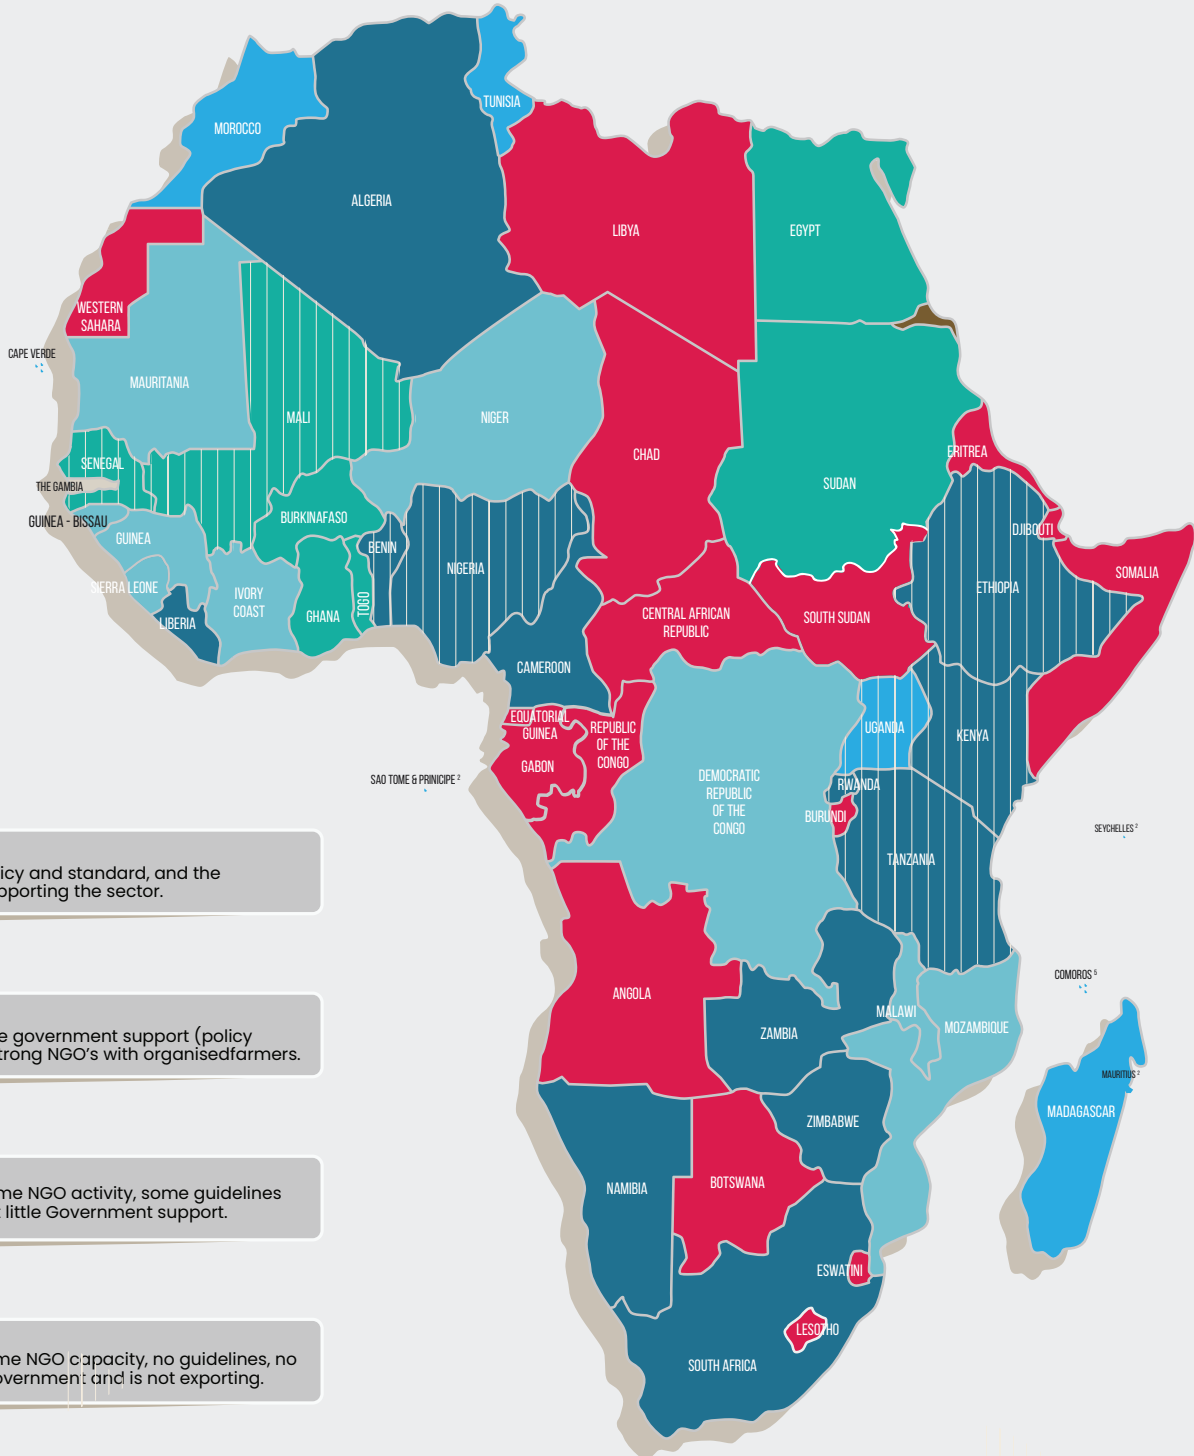 TUNISIA
MOROCCO
ALGERIA
LIBYA
EGYPT
WESTERN
SAHARA
CAPE VERDE
MAURITANIA
MALI
NIGER
CHAD
ERITREA
SENEGAL
SUDAN
THE GAMBIA
GUINEA - BISSAU
BURKINAFASO
DJIBOUTI
GUINEA
BENIN
NIGERIA
SOMALIA
SIERRA LEONE
IVORY
COAST
ETHIOPIA
TOGO
GHANA
LIBERIA
CENTRAL AFRICAN
REPUBLIC
SOUTH SUDAN
CAMEROON
EQUATORIAL
GUINEA
REPUBLIC
OF THE
CONGO
UGANDA
KENYA
GABON
SAO TOME & PRINICIPE ²
DEMOCRATIC
REPUBLIC
OF THE
CONGO
RWANDA
BURUNDI
SEYCHELLES ²
TANZANIA
icy and standard, and the
pporting the sector.
COMOROS ⁵
ANGOLA
MALAWI
ZAMBIA
MOZAMBIQUE
e government support (policy
trong NGO’s with organisedfarmers.
MAURITIUS ²
MADAGASCAR
ZIMBABWE
NAMIBIA
BOTSWANA
me NGO activity, some guidelines
t little Government support.
ESWATINI
LESOTHO
SOUTH AFRICA
me NGO capacity, no guidelines, no
overnment and is not exporting.